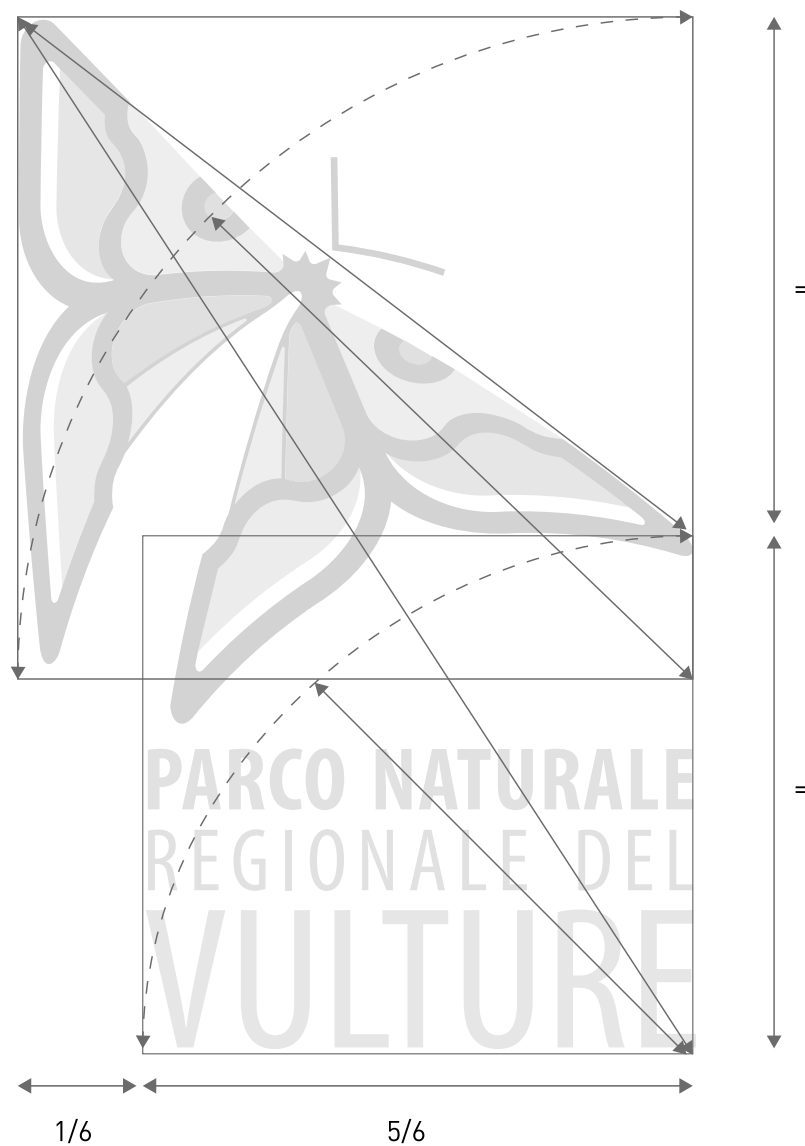 =
=
PARCO NATURALE
REGIONALE DEL
VULTURE
1/6 5/6